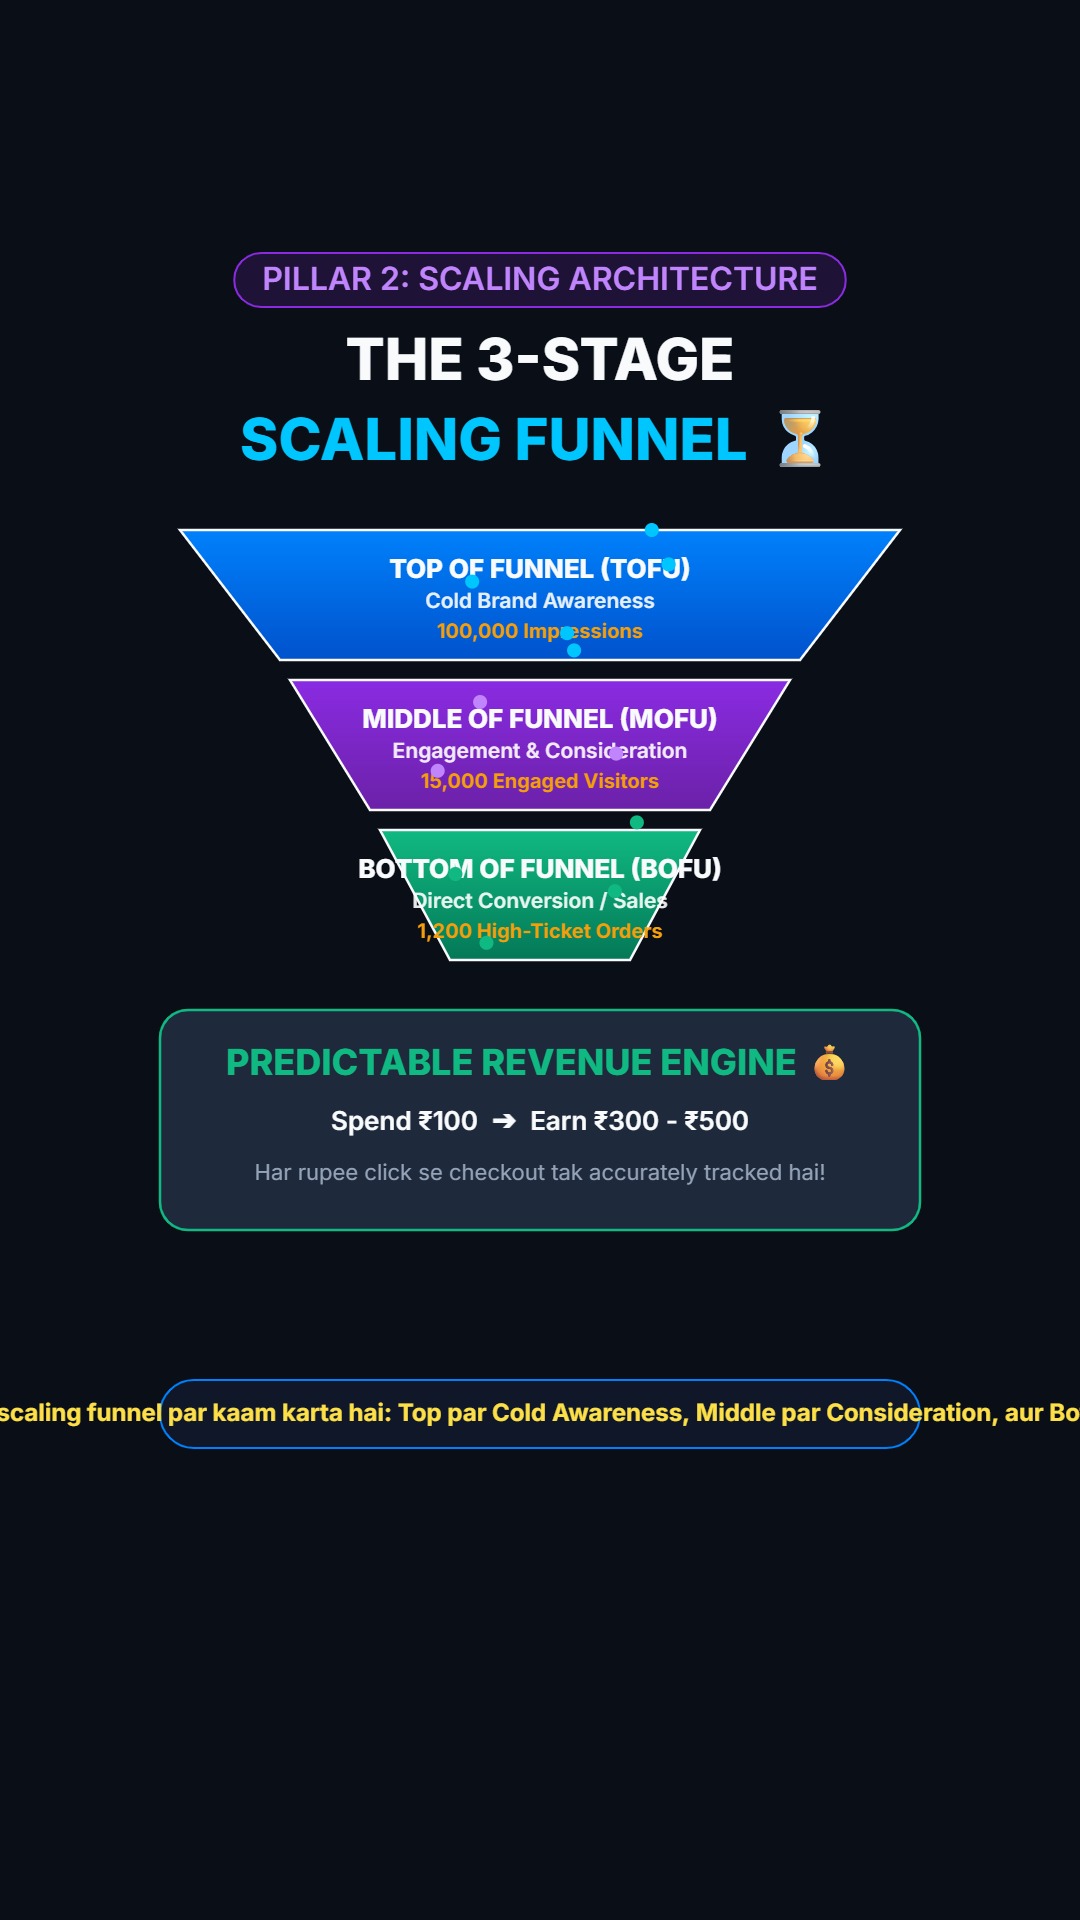 PILLAR 2: SCALING ARCHITECTURE
THE 3-STAGE
SCALING FUNNEL ⏳
TOP OF FUNNEL (TOFU)
Cold Brand Awareness
100,000 Impressions
MIDDLE OF FUNNEL (MOFU)
Engagement & Consideration
15,000 Engaged Visitors
BOTTOM OF FUNNEL (BOFU)
Direct Conversion / Sales
1,200 High-Ticket Orders
PREDICTABLE REVENUE ENGINE 💰
Spend ₹100 ➔ Earn ₹300 - ₹500
Har rupee click se checkout tak accurately tracked hai!
scaling funnel par kaam karta hai: Top par Cold Awareness, Middle par Consideration, aur